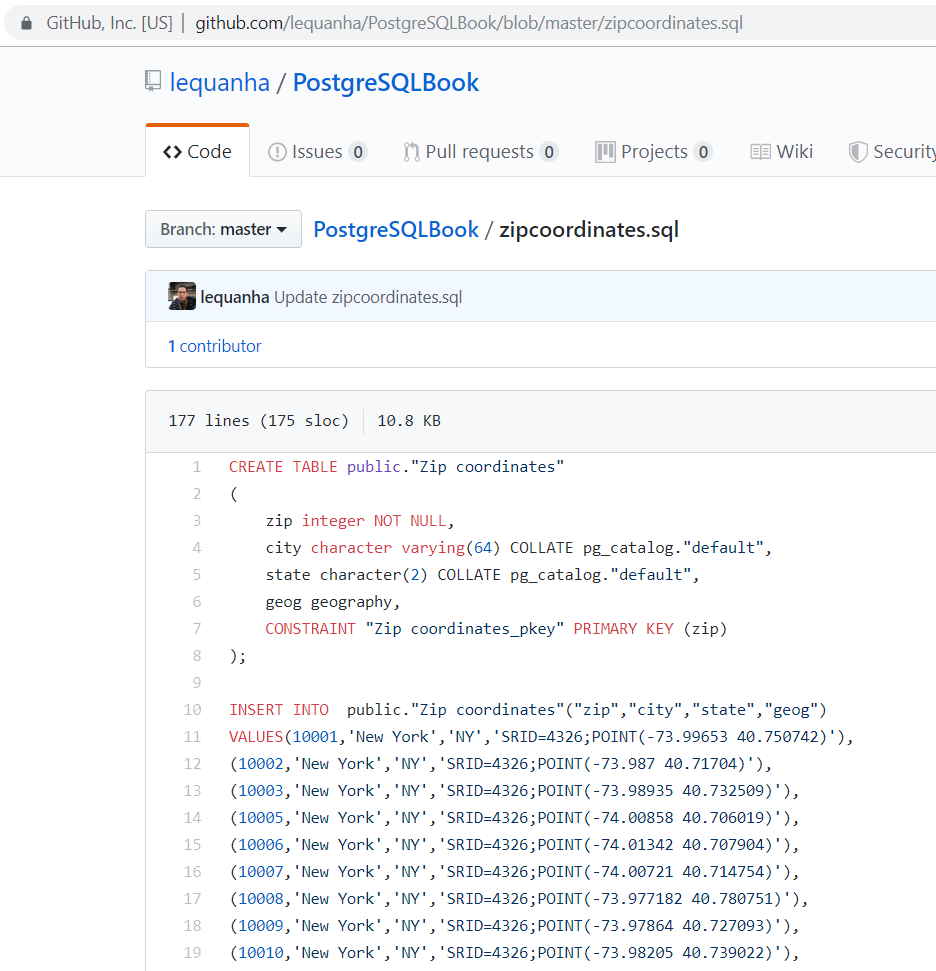 GitHub, Inc. [US] | github.com/lequanha/PostgreSQLBook/blob/master/zipcoordinates.sql
lequanha / PostgreSQLBook
Code Issues 0 Pull requests 0 Projects 0 Wiki Security
Branch: master PostgreSQLBook / zipcoordinates.sql
lequanha Update zipcoordinates.sql
1 contributor
177 lines (175 sloc) 10.8 KB
1 CREATE TABLE public."Zip coordinates"
2 (
3 zip integer NOT NULL,
4 city character varying(64) COLLATE pg_catalog."default",
5 state character(2) COLLATE pg_catalog."default",
6 geog geography,
7 CONSTRAINT "Zip coordinates_pkey" PRIMARY KEY (zip)
8 );
9
10 INSERT INTO public."Zip coordinates"("zip","city","state","geog")
11 VALUES(10001,'New York','NY','SRID=4326;POINT(-73.99653 40.750742)'),
12 (10002,'New York','NY','SRID=4326;POINT(-73.987 40.71704)'),
13 (10003,'New York','NY','SRID=4326;POINT(-73.98935 40.732509)'),
14 (10005,'New York','NY','SRID=4326;POINT(-74.00858 40.706019)'),
15 (10006,'New York','NY','SRID=4326;POINT(-74.01342 40.707904)'),
16 (10007,'New York','NY','SRID=4326;POINT(-74.00721 40.714754)'),
17 (10008,'New York','NY','SRID=4326;POINT(-73.977182 40.780751)'),
18 (10009,'New York','NY','SRID=4326;POINT(-73.97864 40.727093)'),
19 (10010,'New York','NY','SRID=4326;POINT(-73.98205 40.739022)'),